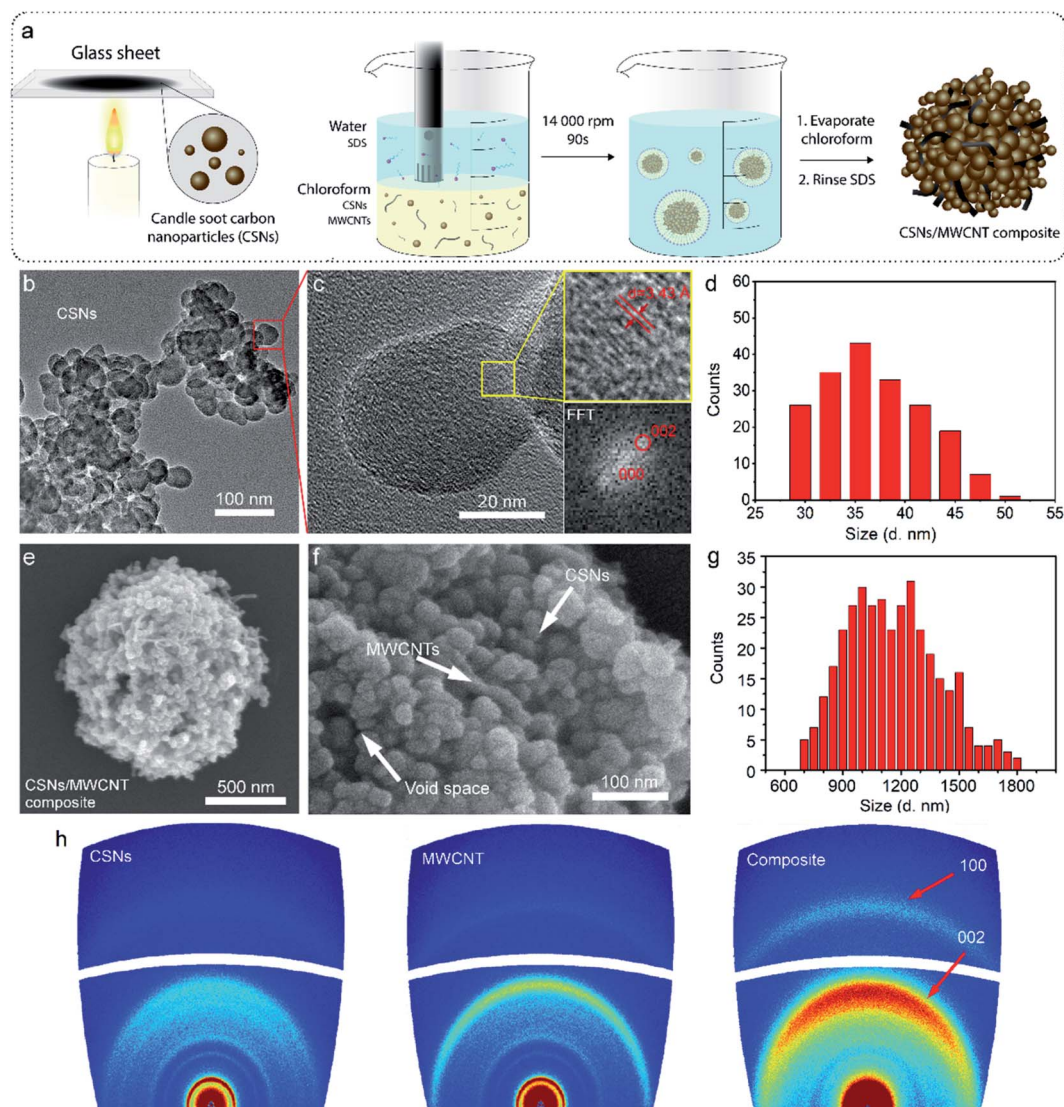 a
Glass sheet
Candle soot carbon
nanoparticles (CSNs)
Water
SDS
Chloroform
CSNs
MWCNTs
14 000 rpm
90s
1. Evaporate
chloroform
2. Rinse SDS
CSNs/MWCNT composite
b
CSNs
100 nm
c
20 nm
d=3.43 Å
FFT
002
000
d
Counts
60
50
40
30
20
10
0
25
30
35
40
45
50
55
Size (d. nm)
e
CSNs/MWCNT
composite
500 nm
f
CSNs
MWCNTs
Void space
100 nm
g
Counts
35
30
25
20
15
10
5
0
600
900
1200
1500
1800
Size (d. nm)
h
CSNs
MWCNT
Composite
100
002